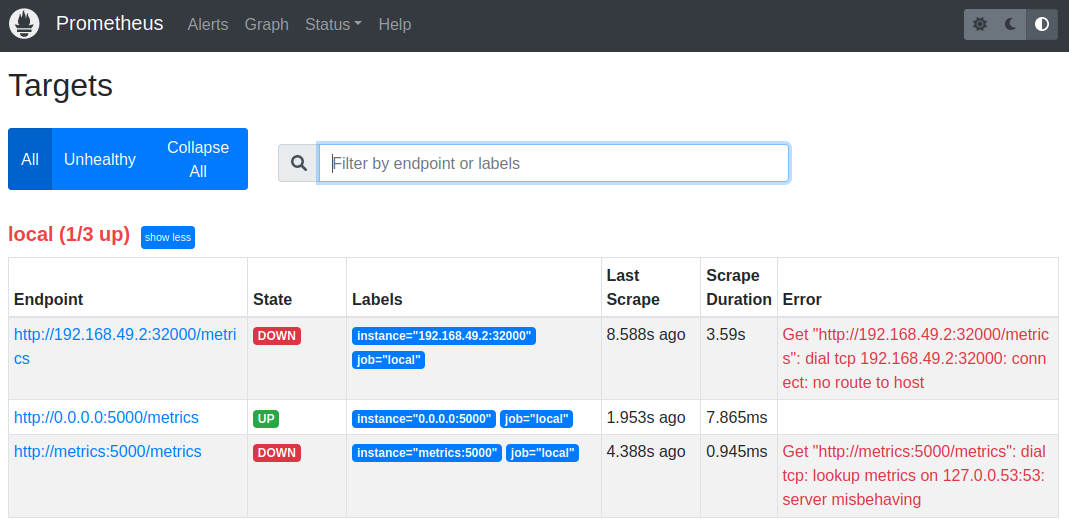 Prometheus Alerts Graph Status Help
Targets
All Unhealthy Collapse All
Filter by endpoint or labels
local (1/3 up) show less
Endpoint State Labels Last Scrape Scrape Duration Error
http://192.168.49.2:32000/metri
cs
DOWN
instance="192.168.49.2:32000"
job="local"
8.588s ago
3.59s
Get "http://192.168.49.2:32000/metric
s": dial tcp 192.168.49.2:32000: conn
ect: no route to host
http://0.0.0.0:5000/metrics UP instance="0.0.0.0:5000" job="local" 1.953s ago 7.865ms
http://metrics:5000/metrics DOWN instance="metrics:5000" job="local" 4.388s ago 0.945ms
Get "http://metrics:5000/metrics": dial
tcp: lookup metrics on 127.0.0.53:53:
server misbehaving